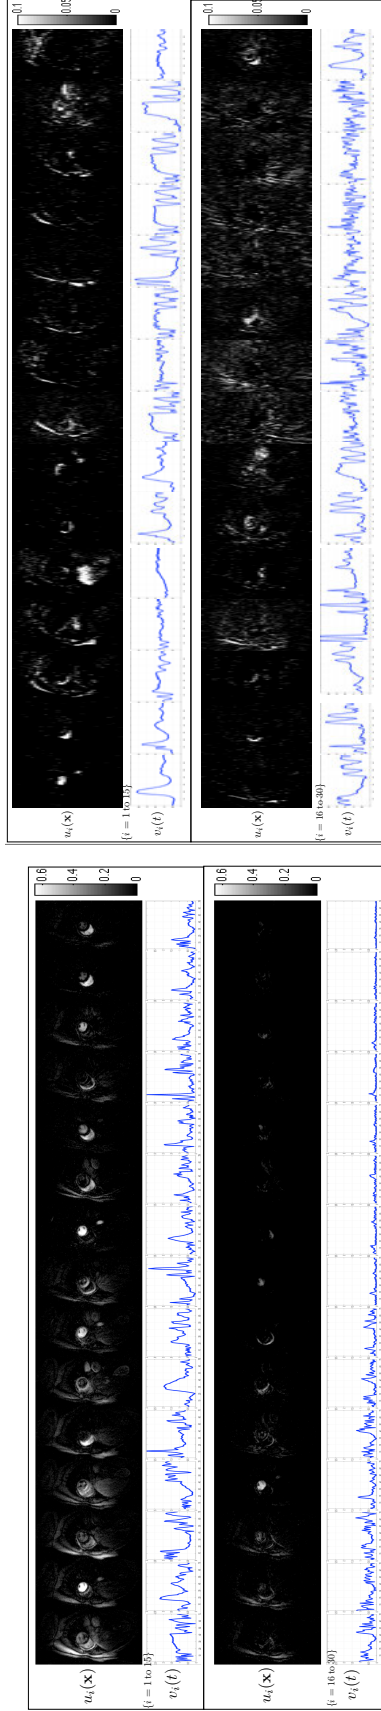 0.1
0.05
0
u_i(x)
{i = 1 to 15}
v_i(t)
0.1
0.05
0
u_i(x)
{i = 16 to 30}
v_i(t)
0.6
0.4
0.2
0
u_i(x)
{i = 1 to 15}
v_i(t)
0.6
0.4
0.2
0
u_i(x)
{i = 16 to 30}
v_i(t)